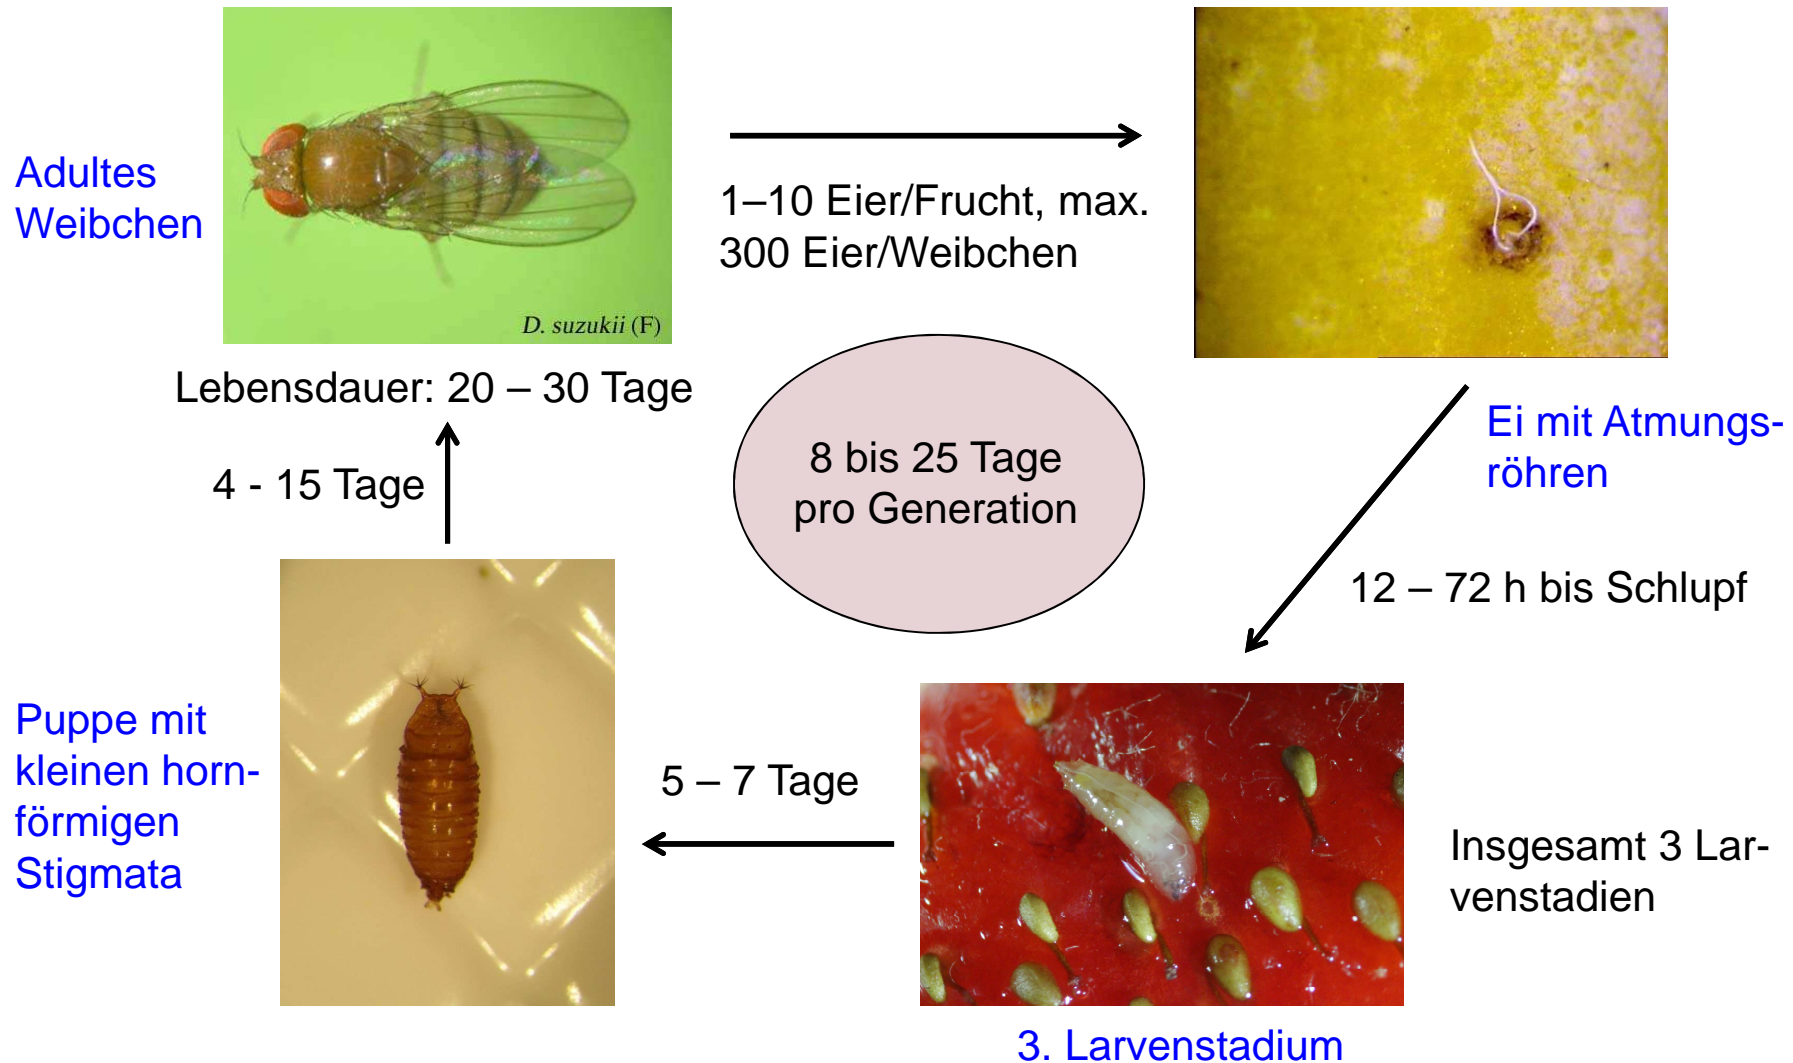 Adultes
Weibchen
D. suzukii (F)
1–10 Eier/Frucht, max.
300 Eier/Weibchen
Lebensdauer: 20 – 30 Tage
4 - 15 Tage
8 bis 25 Tage
pro Generation
Ei mit Atmungs-
röhren
12 – 72 h bis Schlupf
Puppe mit
kleinen horn-
förmigen
Stigmata
5 – 7 Tage
Insgesamt 3 Lar-
venstadien
3. Larvenstadium